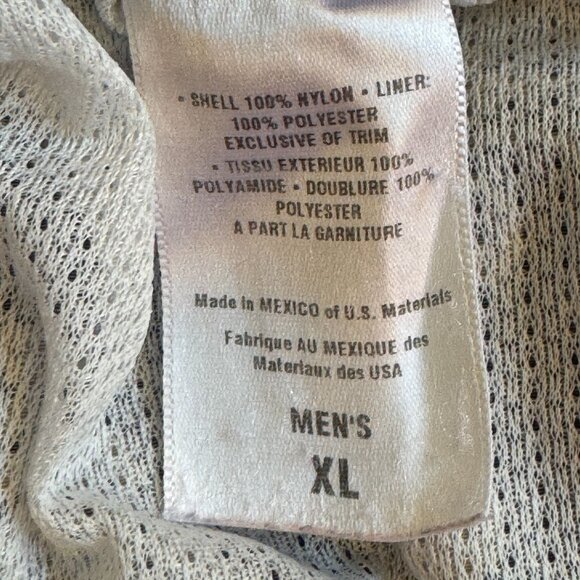 • SHELL 100% NYLON • LINER:
100% POLYESTER
EXCLUSIVE OF TRIM
• TISSU EXTERIEUR 100%
POLYAMIDE • DOUBLURE 100%
POLYESTER
A PART LA GARNITURE
Made in MEXICO of U.S. Materials
Fabrique AU MEXIQUE des
Materiaux des USA
MEN'S
XL